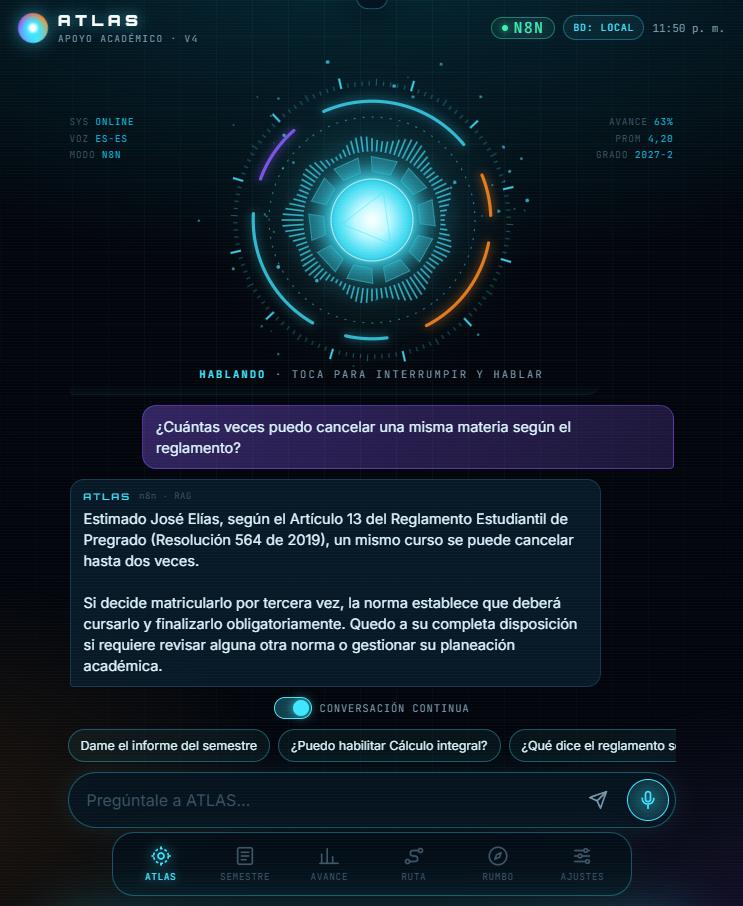 ATLAS
APOYO ACADÉMICO · V4
N8N
BD: LOCAL
11:50 p. m.
SYS ONLINE
VOZ ES-ES
MODO N8N
AVANCE 63%
PROM 4,20
GRADO 2027-2
HABLANDO · TOCA PARA INTERRUMPIR Y HABLAR
¿Cuántas veces puedo cancelar una misma materia según el
reglamento?
ATLAS n8n · RAG
Estimado José Elías, según el Artículo 13 del Reglamento Estudiantil de
Pregrado (Resolución 564 de 2019), un mismo curso se puede cancelar
hasta dos veces.
Si decide matricularlo por tercera vez, la norma establece que deberá
cursarlo y finalizarlo obligatoriamente. Quedo a su completa disposición
si requiere revisar alguna otra norma o gestionar su planeación
académica.
CONVERSACIÓN CONTINUA
Dame el informe del semestre
¿Puedo habilitar Cálculo integral?
¿Qué dice el reglamento s
Pregúntale a ATLAS...
ATLAS
SEMESTRE
AVANCE
RUTA
RUMBO
AJUSTES